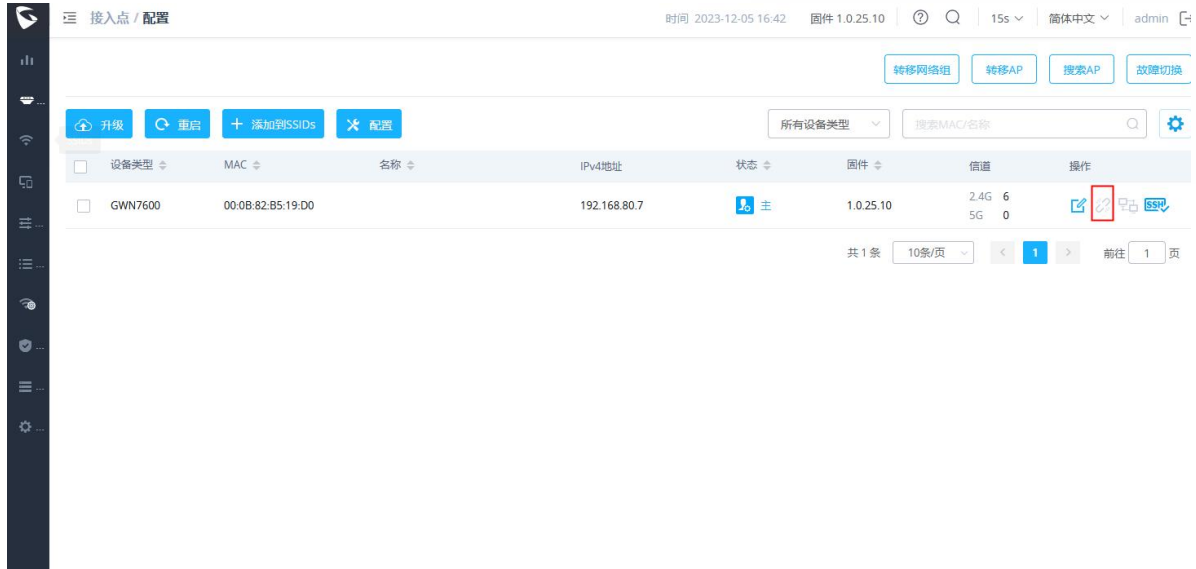 接入点 / 配置 时间 2023-12-05 16:42 固件 1.0.25.10 15s 简体中文 admin
转移网络组 转移AP 搜索AP 故障切换
升级 重启 添加到SSIDs 配置 所有设备类型 搜索MAC/名称
设备类型 MAC 名称 IPv4地址 状态 固件 信道 操作
GWN7600 00:0B:82:B5:19:D0 192.168.80.7 主 1.0.25.10 2.4G 6 SSH
5G 0
共 1 条 10条/页 < 1 > 前往 1 页